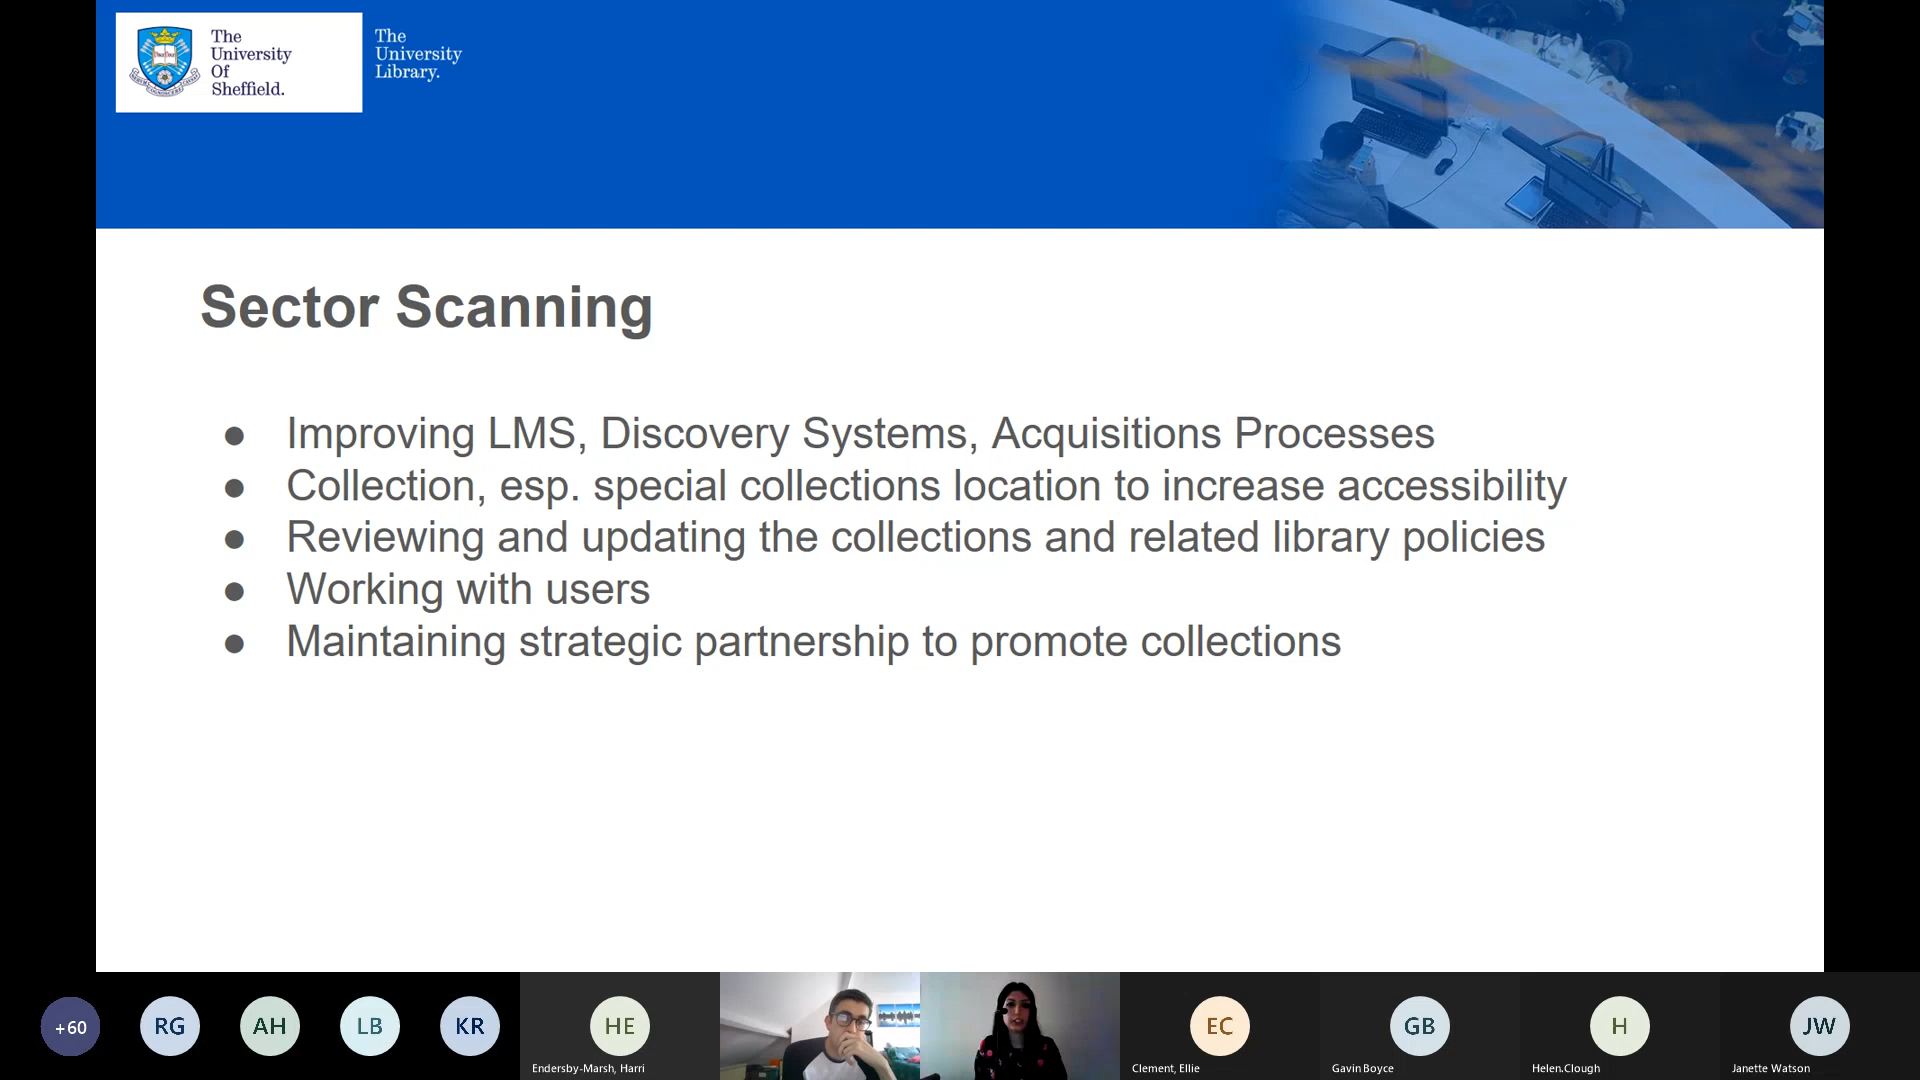 The
University
Of
Sheffield.
The
University
Library.
Sector Scanning
● Improving LMS, Discovery Systems, Acquisitions Processes
● Collection, esp. special collections location to increase accessibility
● Reviewing and updating the collections and related library policies
● Working with users
● Maintaining strategic partnership to promote collections
+60
RG
AH
LB
KR
HE
Endersby-Marsh, Harri
EC
Clement, Ellie
GB
Gavin Boyce
H
Helen.Clough
JW
Janette Watson